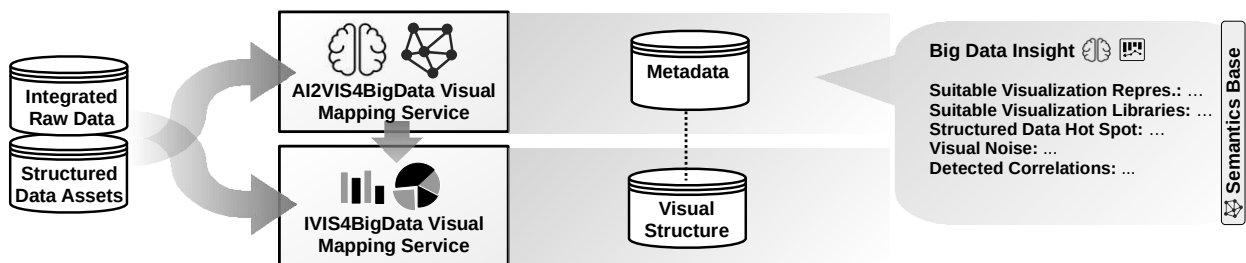 Integrated
Raw Data
Structured
Data Assets
AI2VIS4BigData Visual
Mapping Service
IVIS4BigData Visual
Mapping Service
Metadata
Visual
Structure
Big Data Insight
Suitable Visualization Repres.: ...
Suitable Visualization Libraries: ...
Structured Data Hot Spot: ...
Visual Noise: ...
Detected Correlations: ...
Semantics Base